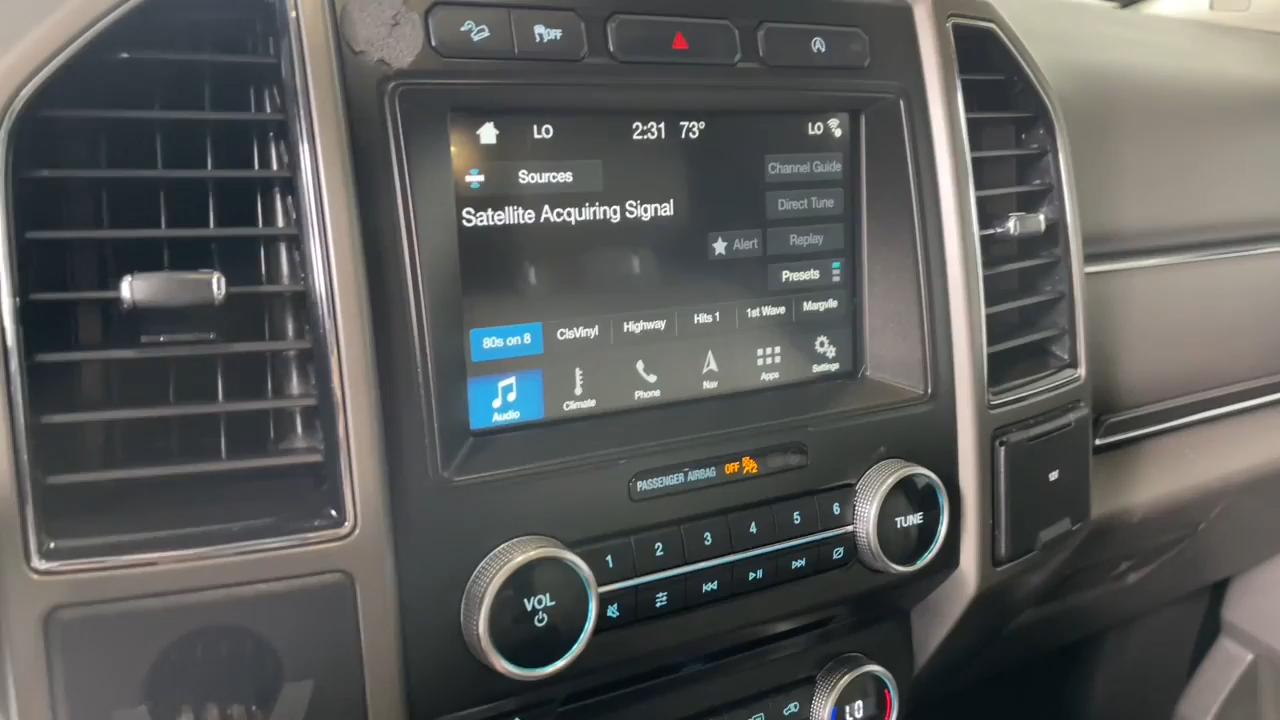 OFF
LO 2:31 73° LO
Sources
Channel Guide
Satellite Acquiring Signal
Direct Tune
Alert
Replay
Presets
80s on 8 ClsVinyl Highway Hits 1 1st Wave Margvlle
Audio Climate Phone Nav Apps Settings
PASSENGER AIRBAG OFF
1 2 3 4 5 6
VOL
TUNE
12V
LO